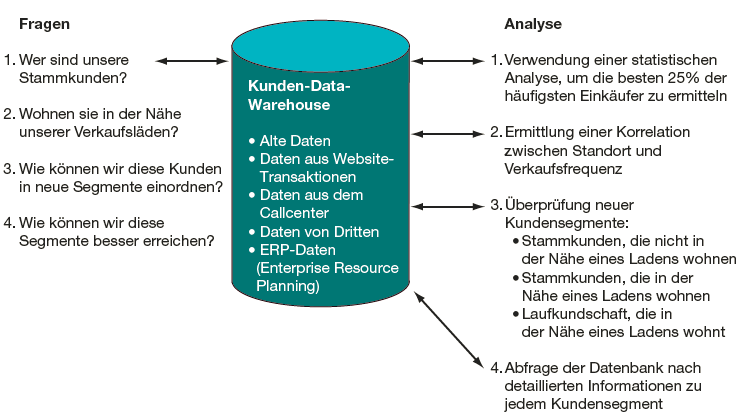 Fragen
1. Wer sind unsere
Stammkunden?
2. Wohnen sie in der Nähe
unserer Verkaufsläden?
3. Wie können wir diese Kunden
in neue Segmente einordnen?
4. Wie können wir diese
Segmente besser erreichen?
Kunden-Data-
Warehouse
• Alte Daten
• Daten aus Website-
Transaktionen
• Daten aus dem
Callcenter
• Daten von Dritten
• ERP-Daten
(Enterprise Resource
Planning)
Analyse
1. Verwendung einer statistischen
Analyse, um die besten 25% der
häufigsten Einkäufer zu ermitteln
2. Ermittlung einer Korrelation
zwischen Standort und
Verkaufsfrequenz
3. Überprüfung neuer
Kundensegmente:
• Stammkunden, die nicht in
der Nähe eines Ladens wohnen
• Stammkunden, die in der
Nähe eines Ladens wohnen
• Laufkundschaft, die in
der Nähe eines Ladens wohnt
4. Abfrage der Datenbank nach
detaillierten Informationen zu
jedem Kundensegment